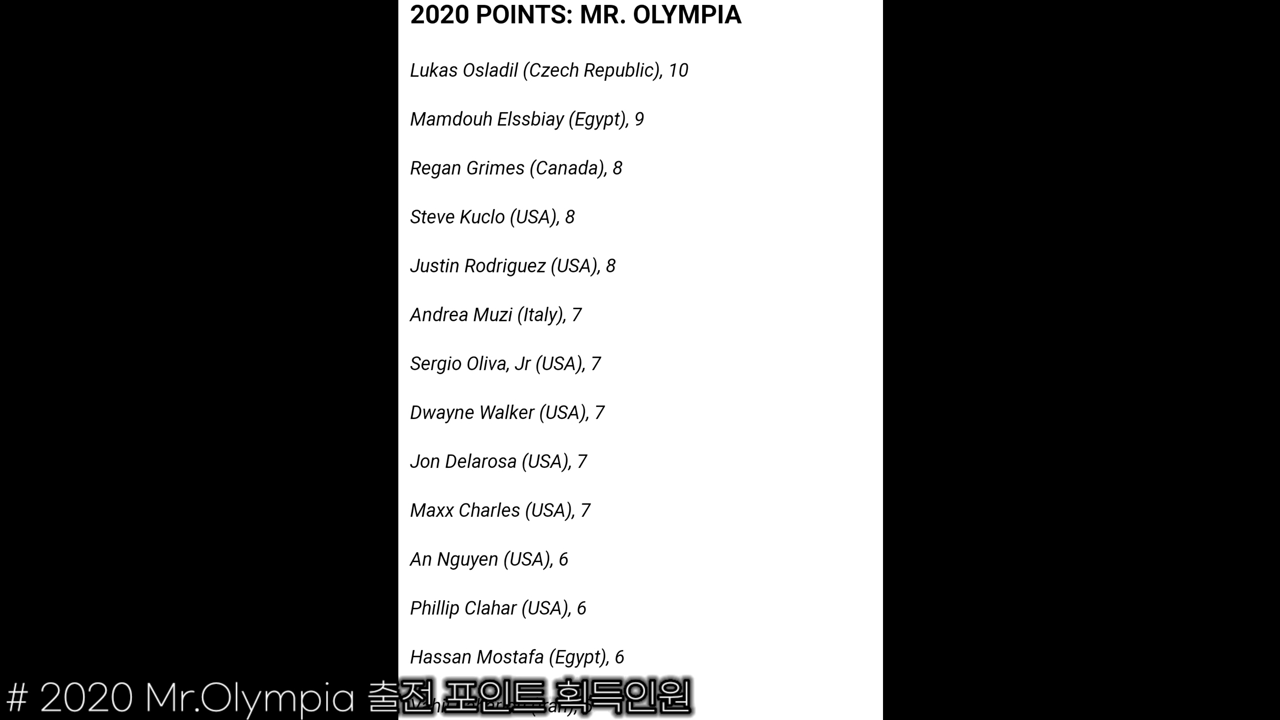 2020 POINTS: MR. OLYMPIA
Lukas Osladil (Czech Republic), 10
Mamdouh Elssbiay (Egypt), 9
Regan Grimes (Canada), 8
Steve Kuclo (USA), 8
Justin Rodriguez (USA), 8
Andrea Muzi (Italy), 7
Sergio Oliva, Jr (USA), 7
Dwayne Walker (USA), 7
Jon Delarosa (USA), 7
Maxx Charles (USA), 7
An Nguyen (USA), 6
Phillip Clahar (USA), 6
Hassan Mostafa (Egypt), 6
# 2020 Mr.Olympia 출전 포인트 획득인원